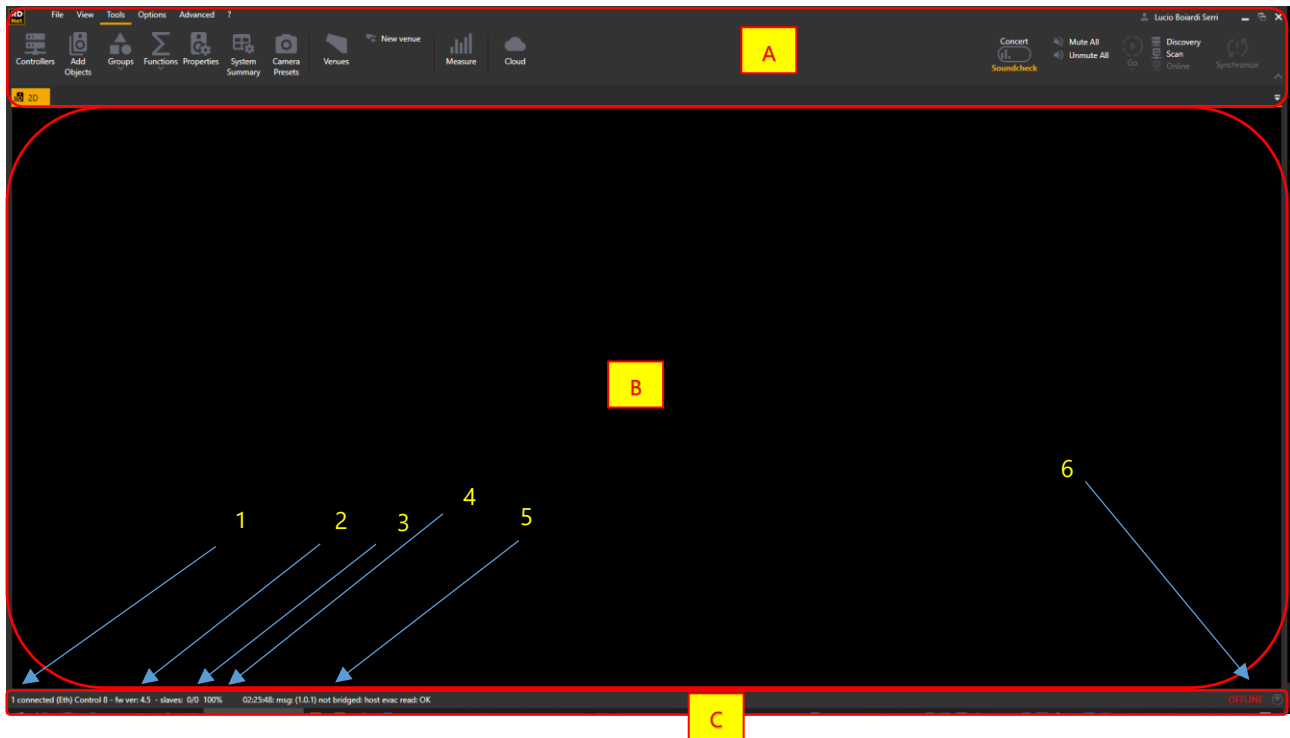 RD Net File View Tools Options Advanced ? Lucio Boiardi Serri
Controllers
Add Objects
Groups
Functions
Properties
System Summary
Camera Presets
Venues
New venue
Measure
Cloud
A
Concert
Soundcheck
Mute All
Unmute All
Go
Discovery
Scan
Online
Synchronize
2D
B
6
4
1 2 3 5
1 connected (Eth) Control 8 - fw ver: 4.5 - slaves: 0/0 100% 02:25:48: msg: (1.0.1) not bridged: host evac read: OK
OFFLINE
C